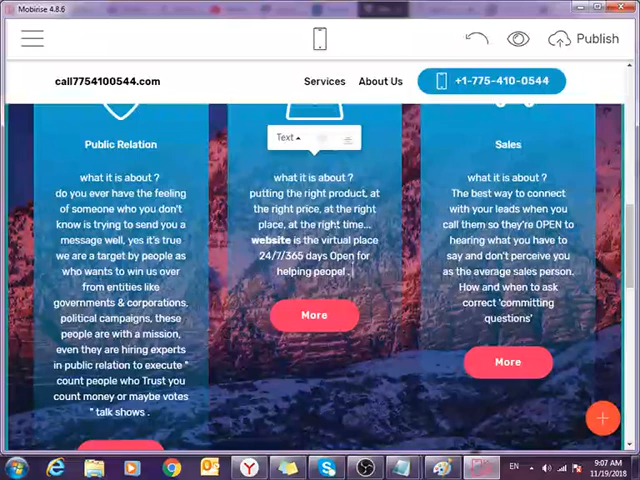 Mobirise 4.8.6
Publish
call7754100544.com
Services About Us
+1-775-410-0544
Text
Public Relation
what it is about ?
do you ever have the feeling
of someone who you don't
know is trying to send you a
message well, yes it's true
we are a target by people as
who wants to win us over
from entities like
governments & corporations,
political campaigns, these
people are with a mission,
even they are hiring experts
in public relation to execute "
count people who Trust you
count money or maybe votes
" talk shows .
what it is about ?
putting the right product, at
the right price, at the right
place, at the right time...
website is the virtual place
24/7/365 days Open for
helping peopel .
More
Sales
what it is about ?
The best way to connect
with your leads when you
call them so they're OPEN to
hearing what you have to
say and don't perceive you
as the average sales person.
How and when to ask
correct 'committing
questions'
More
EN
9:07 AM
11/19/2018